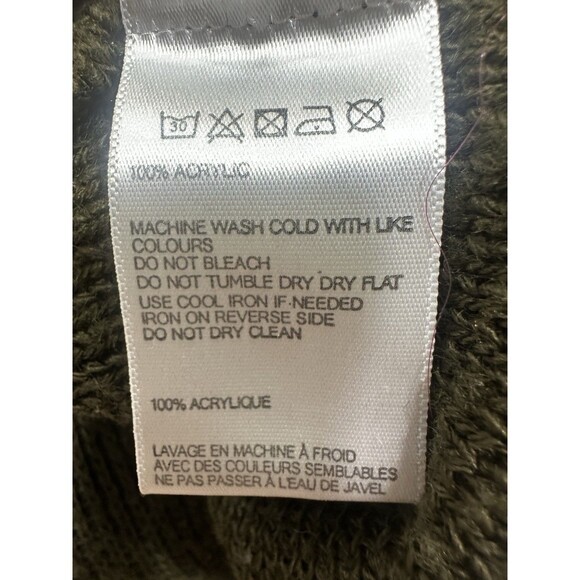 30
100% ACRYLIC
MACHINE WASH COLD WITH LIKE
COLOURS
DO NOT BLEACH
DO NOT TUMBLE DRY DRY FLAT
USE COOL IRON IF NEEDED
IRON ON REVERSE SIDE
DO NOT DRY CLEAN
100% ACRYLIQUE
LAVAGE EN MACHINE À FROID
AVEC DES COULEURS SEMBLABLES
NE PAS PASSER À L'EAU DE JAVEL